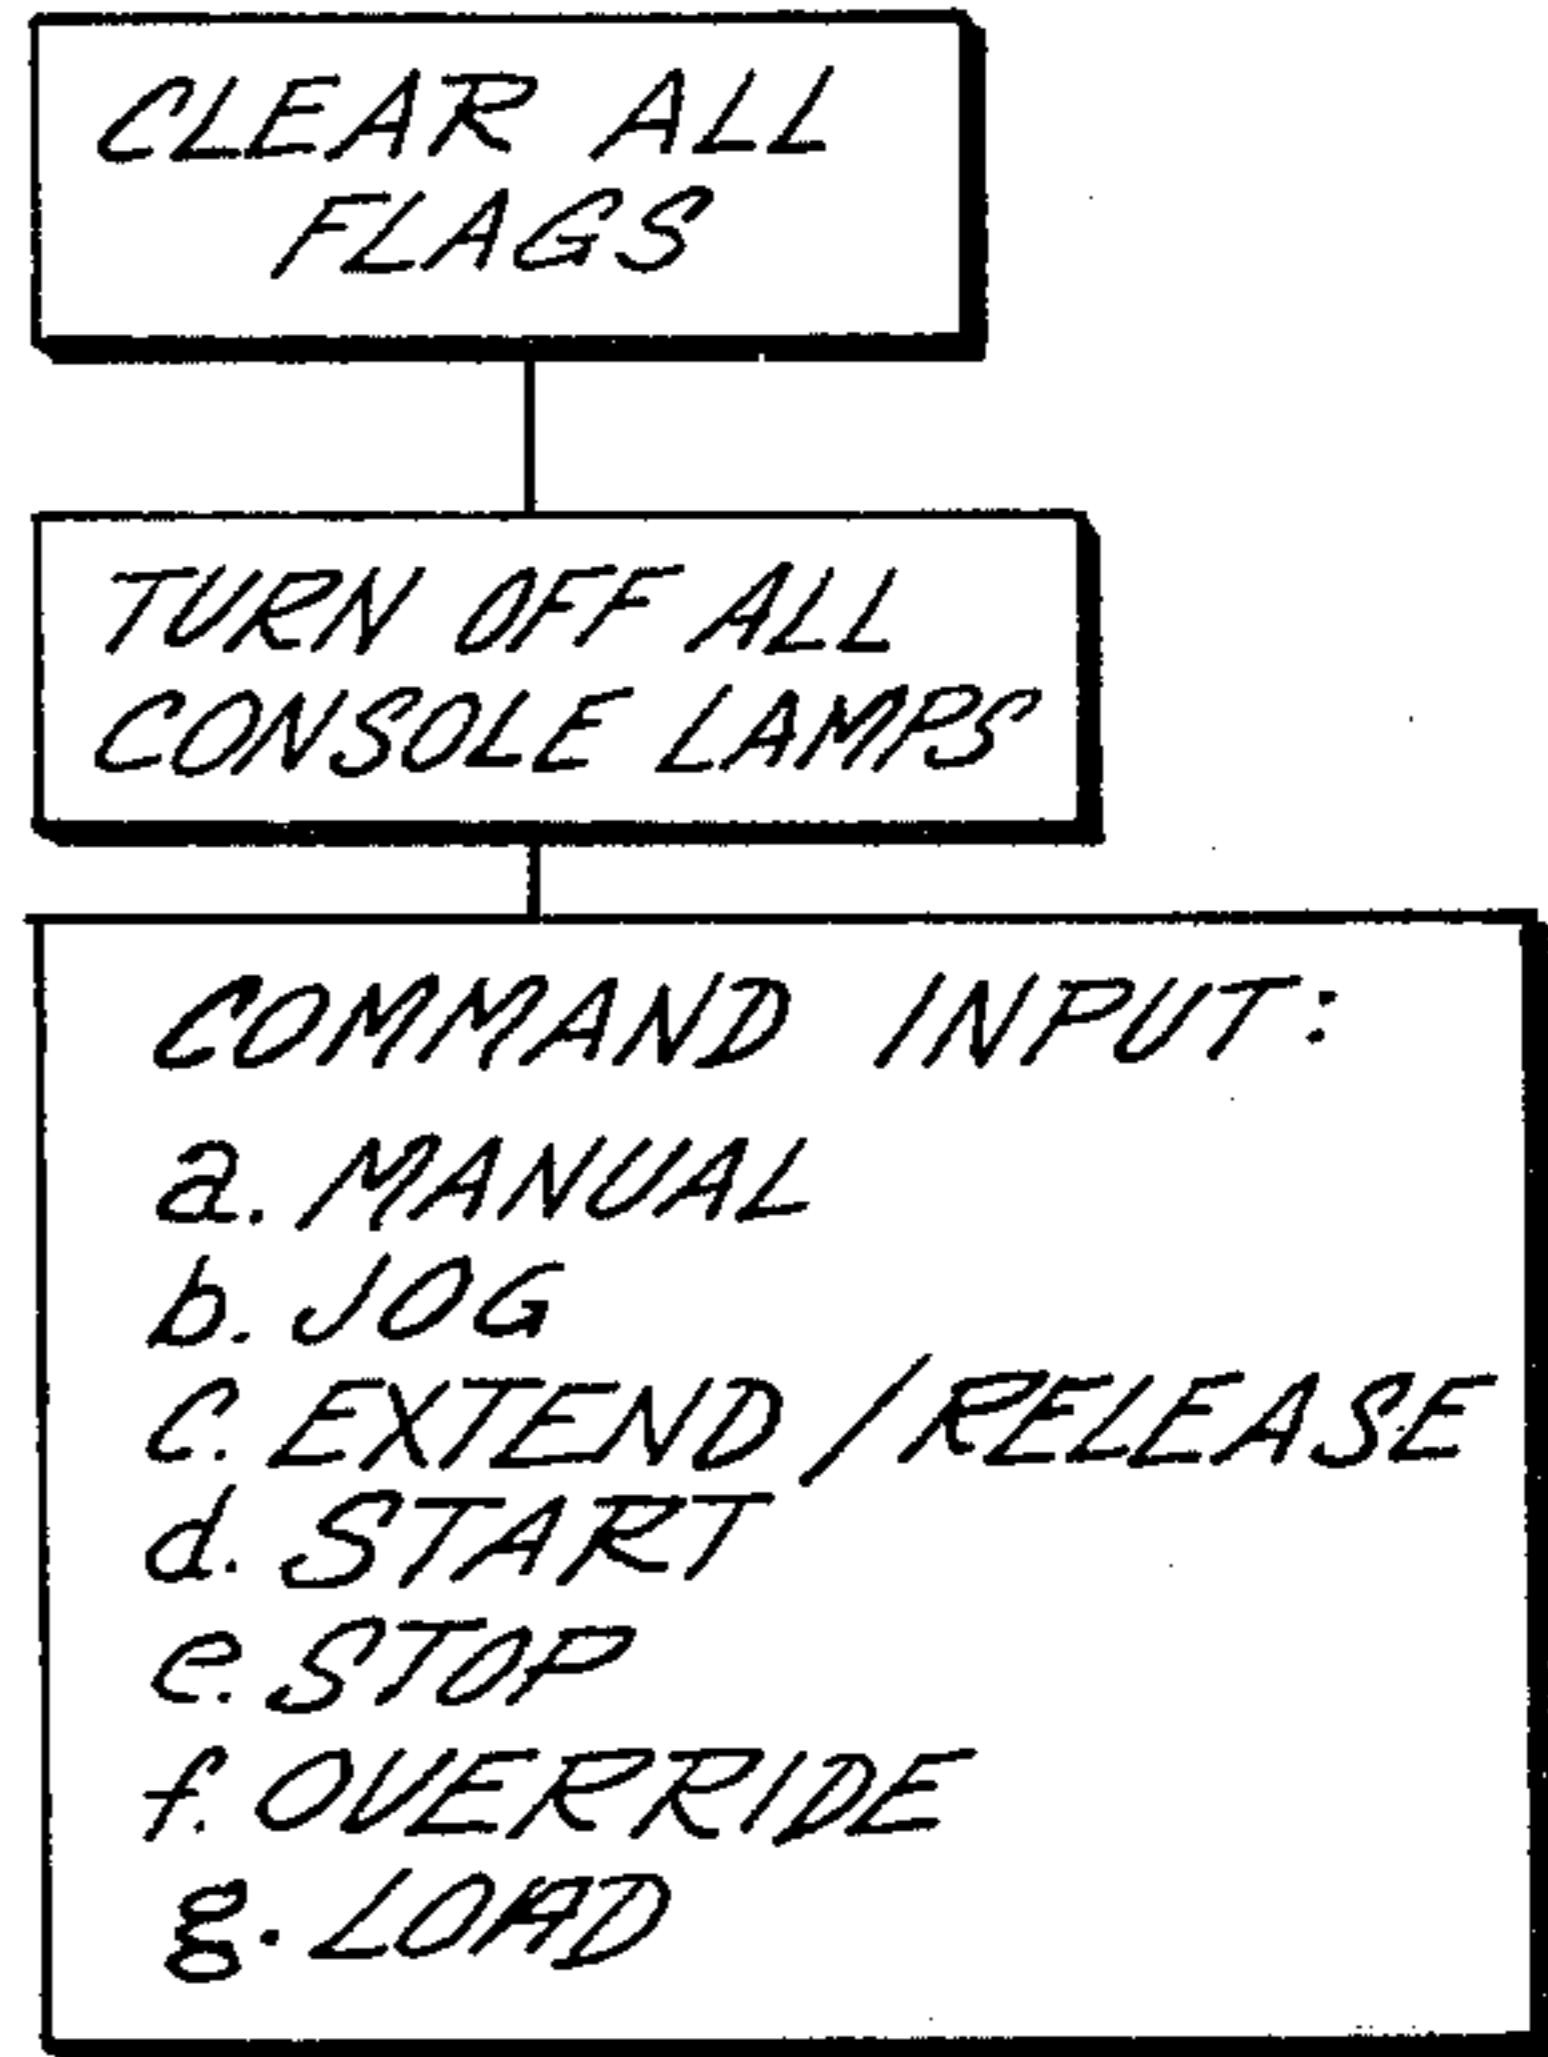 CLEAR ALL
FLAGS
TURN OFF ALL
CONSOLE LAMPS
COMMAND INPUT:
a. MANUAL
b. JOG
c. EXTEND/RELEASE
d. START
e. STOP
f. OVERRIDE
g. LOAD